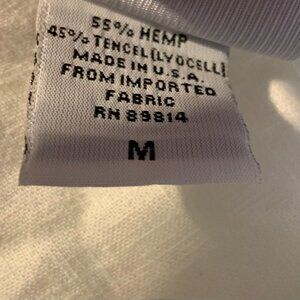 55% HEMP
45% TENCEL(LYOCELL)
MADE IN U.S.A.
FROM IMPORTED
FABRIC
RN 89814
M